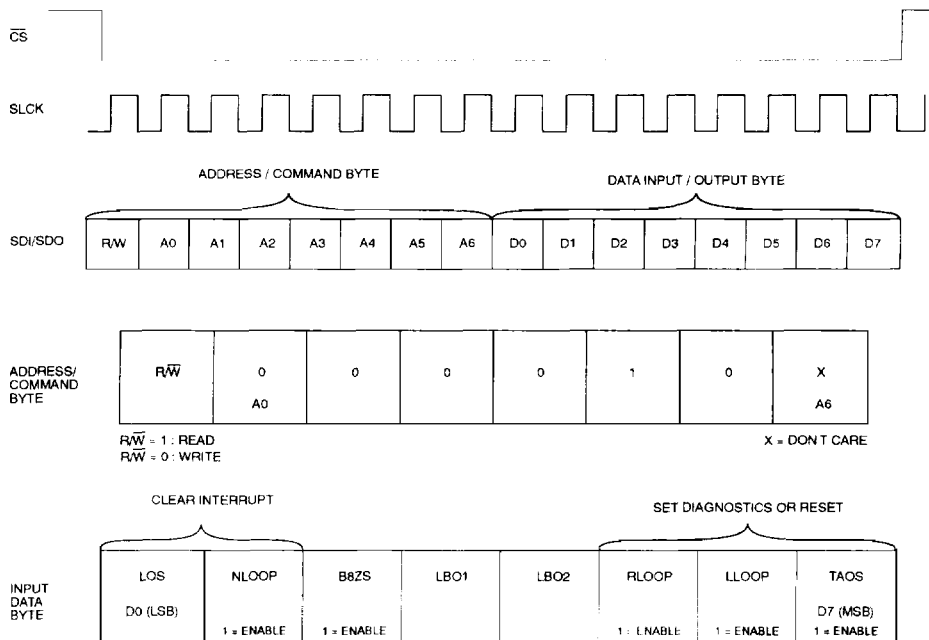 CS
SLCK
ADDRESS / COMMAND BYTE
DATA INPUT / OUTPUT BYTE
SDI/SDO
R/W A0 A1 A2 A3 A4 A5 A6 D0 D1 D2 D3 D4 D5 D6 D7
ADDRESS/
COMMAND
BYTE
R/W 0 0 0 0 1 0 X
A0 A6
R/W = 1 : READ
R/W = 0 : WRITE
X = DON T CARE
CLEAR INTERRUPT
SET DIAGNOSTICS OR RESET
INPUT
DATA
BYTE
LOS NLOOP B8ZS LBO1 LBO2 RLOOP LLOOP TAOS
D0 (LSB) D7 (MSB)
1 = ENABLE 1 = ENABLE 1 = ENABLE 1 = ENABLE 1 = ENABLE